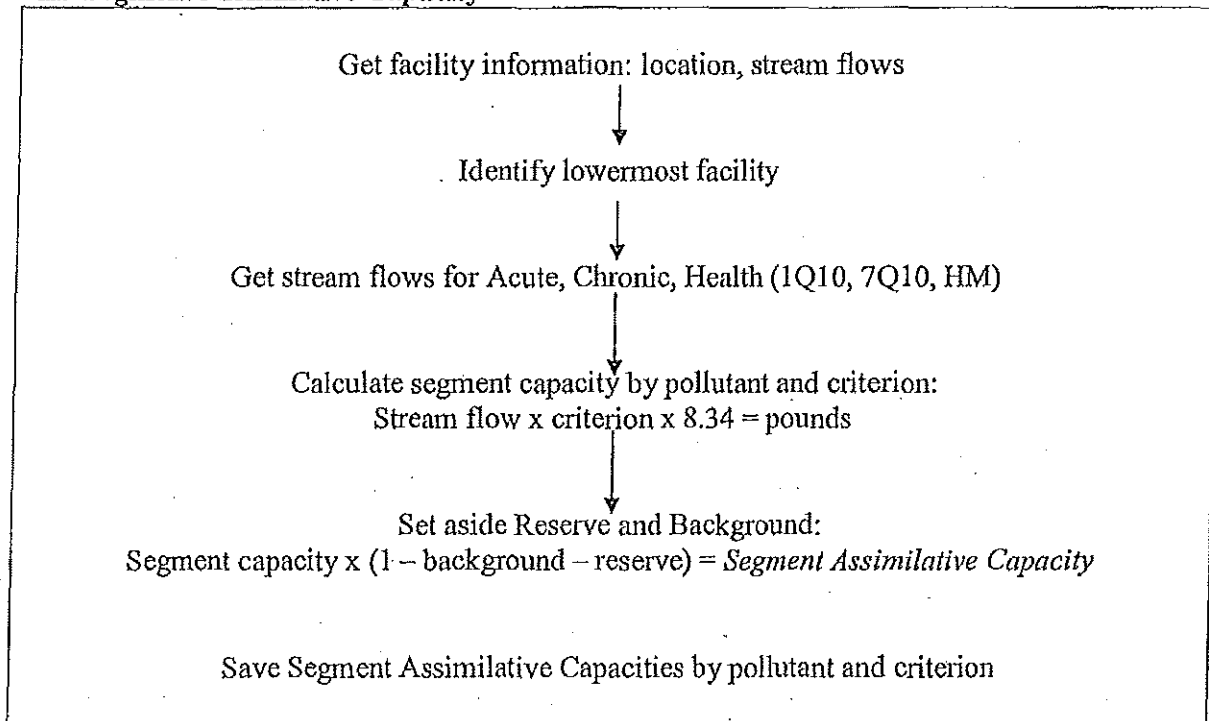 Capacity
Get facility information: location, stream flows
Identify lowermost facility
Get stream flows for Acute, Chronic, Health (1Q10, 7Q10, HM)
Calculate segment capacity by pollutant and criterion:
Stream flow x criterion x 8.34 = pounds
Set aside Reserve and Background:
Segment capacity x (1 – background – reserve) = Segment Assimilative Capacity
Save Segment Assimilative Capacities by pollutant and criterion